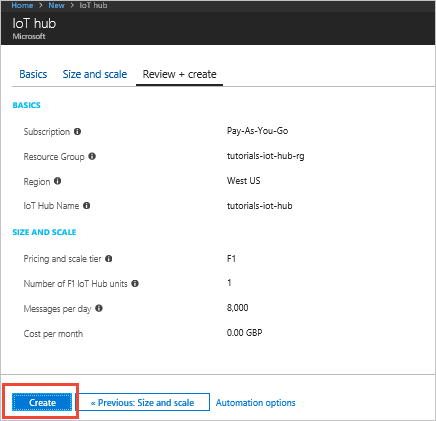 Home > New > IoT hub
IoT hub
Microsoft
Basics Size and scale Review + create
BASICS
Subscription Pay-As-You-Go
Resource Group tutorials-iot-hub-rg
Region West US
IoT Hub Name tutorials-iot-hub
SIZE AND SCALE
Pricing and scale tier F1
Number of F1 IoT Hub units 1
Messages per day 8,000
Cost per month 0.00 GBP
Create « Previous: Size and scale Automation options